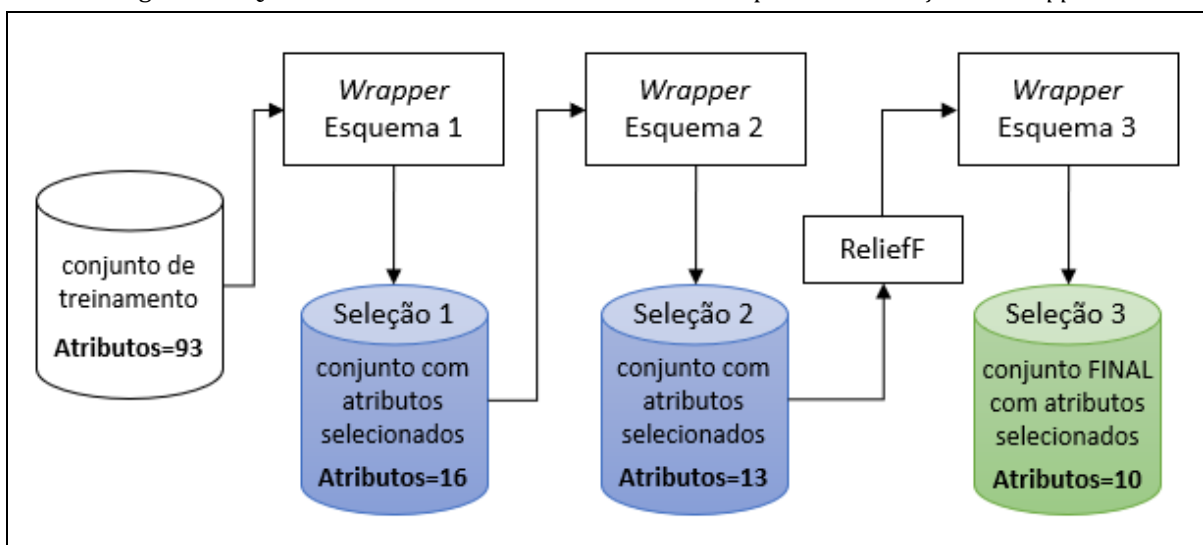 Wrapper
Esquema 1
Wrapper
Esquema 2
Wrapper
Esquema 3
conjunto de
treinamento
Atributos=93
ReliefF
Seleção 1
conjunto com
atributos
selecionados
Atributos=16
Seleção 2
conjunto com
atributos
selecionados
Atributos=13
Seleção 3
conjunto FINAL
com atributos
selecionados
Atributos=10